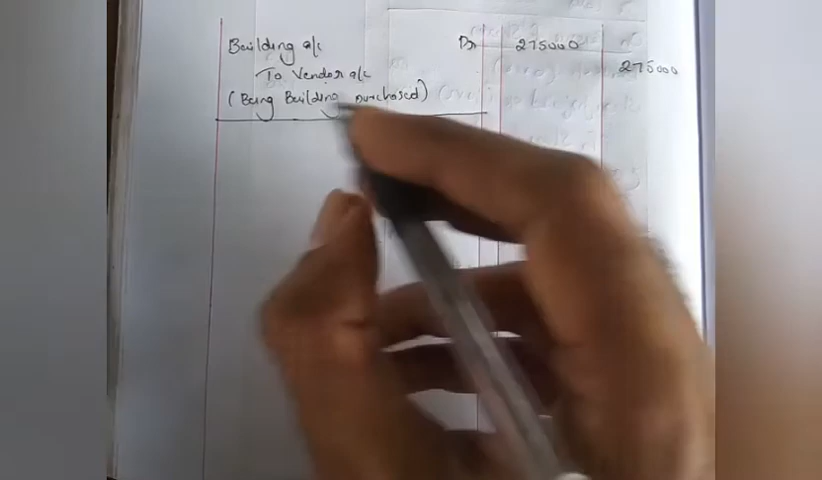 Building a/c Dr 275000
To Vendor a/c 275000
(Being Building purchased)